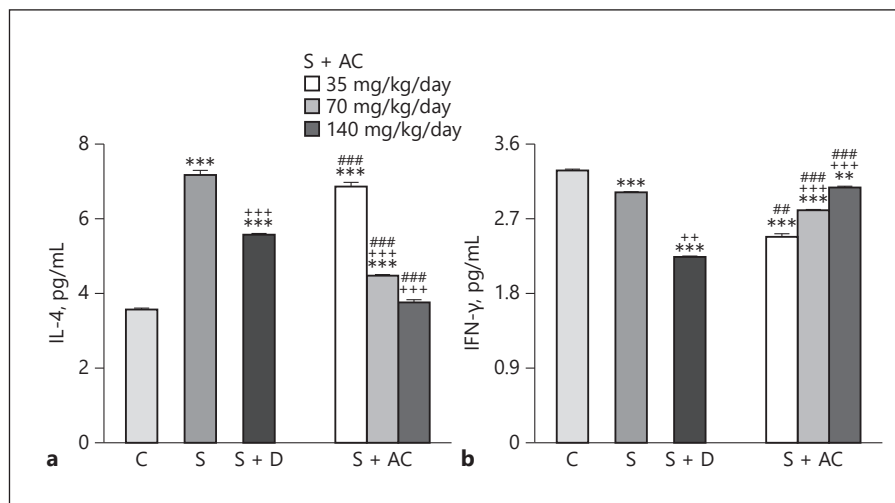 S + AC
35 mg/kg/day
70 mg/kg/day
140 mg/kg/day
8
6
4
2
0
IL-4, pg/mL
***
+++
***
###
***
###
+++
***
###
+++
a
C
S
S + D
S + AC
3.6
2.7
1.8
0.9
0
IFN-γ, pg/mL
***
++
***
##
***
###
+++
***
###
+++
**
b
C
S
S + D
S + AC